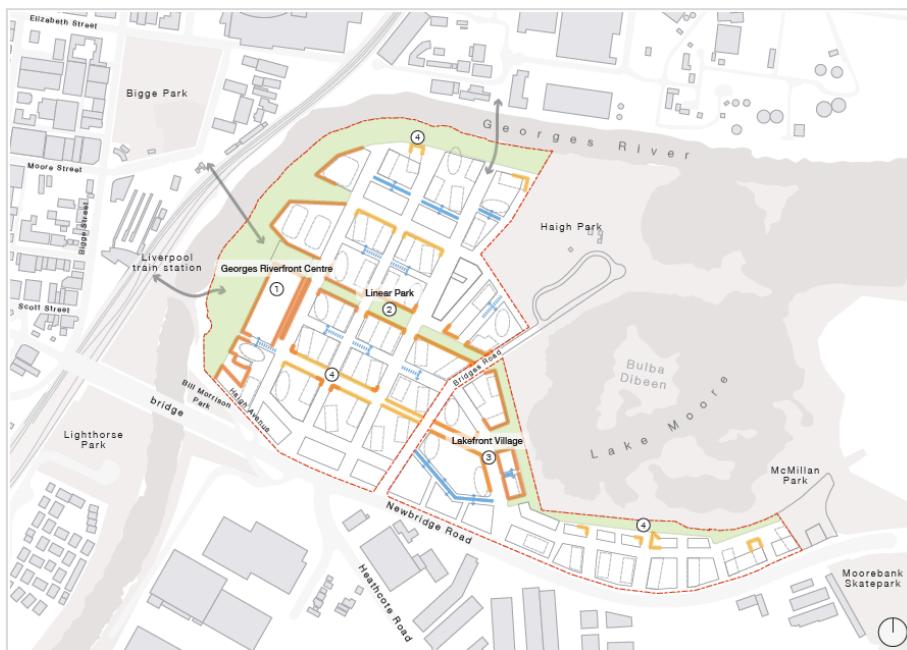 Elizabeth Street
Bigge Park
Georges River
Moore Street
Bigge Street
Haigh Park
Liverpool
train station
Georges Riverfront Centre
1
Linear Park
2
Scott Street
4
4
Bridges Road
Bulba
Dibeen
Lake Moore
Bill Morrison
Park
Haigh Avenue
bridge
Lighthorse
Park
Lakefront Village
3
McMillan
Park
Newbridge Road
4
Heathcote Road
Moorebank
Skatepark